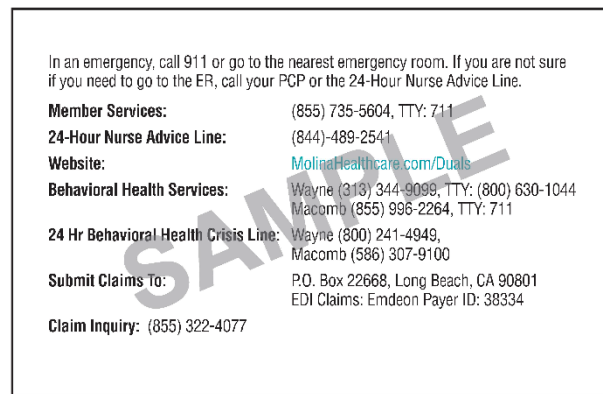 In an emergency, call 911 or go to the nearest emergency room. If you are not sure
if you need to go to the ER, call your PCP or the 24-Hour Nurse Advice Line.
Member Services: (855) 735-5604, TTY: 711
24-Hour Nurse Advice Line: (844)-489-2541
Website: MolinaHealthcare.com/Duals
Behavioral Health Services: Wayne (313) 344-9099, TTY: (800) 630-1044
Macomb (855) 996-2264, TTY: 711
24 Hr Behavioral Health Crisis Line: Wayne (800) 241-4949,
Macomb (586) 307-9100
Submit Claims To: P.O. Box 22668, Long Beach, CA 90801
EDI Claims: Emdeon Payer ID: 38334
Claim Inquiry: (855) 322-4077
SAMPLE